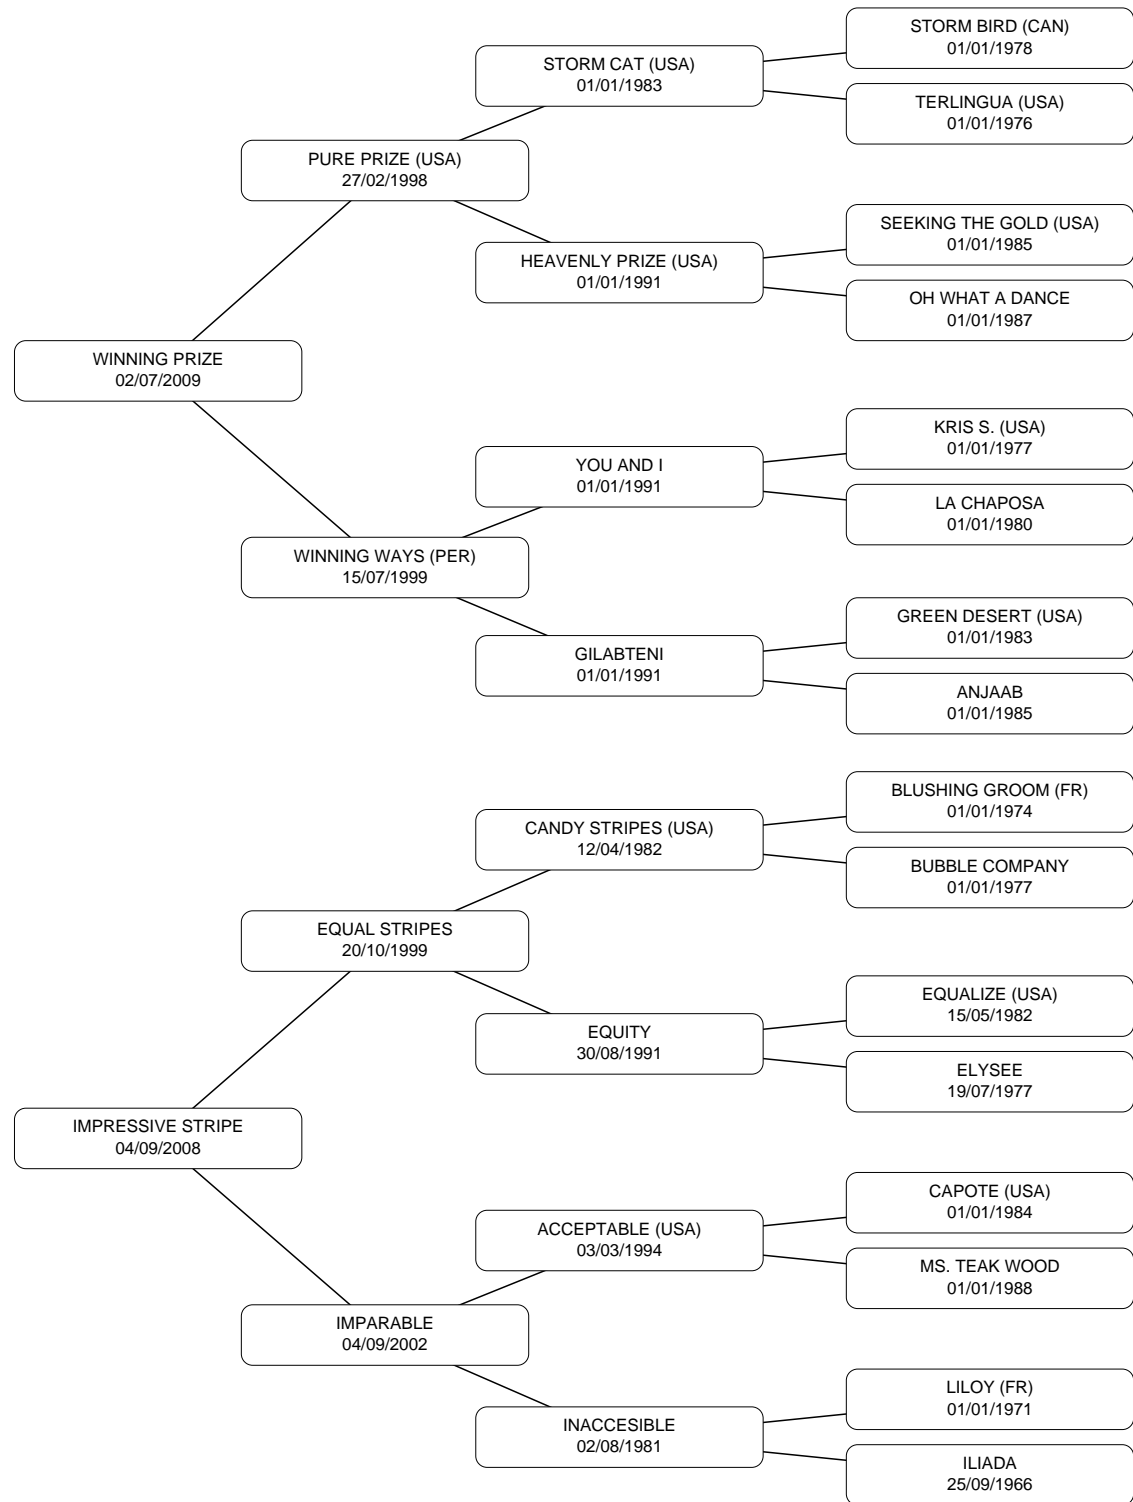 STORM BIRD (CAN)
01/01/1978
STORM CAT (USA)
01/01/1983
TERLINGUA (USA)
01/01/1976
PURE PRIZE (USA)
27/02/1998
SEEKING THE GOLD (USA)
01/01/1985
HEAVENLY PRIZE (USA)
01/01/1991
OH WHAT A DANCE
01/01/1987
WINNING PRIZE
02/07/2009
KRIS S. (USA)
01/01/1977
YOU AND I
01/01/1991
LA CHAPOSA
01/01/1980
WINNING WAYS (PER)
15/07/1999
GREEN DESERT (USA)
01/01/1983
GILABTENI
01/01/1991
ANJAAB
01/01/1985
BLUSHING GROOM (FR)
01/01/1974
CANDY STRIPES (USA)
12/04/1982
BUBBLE COMPANY
01/01/1977
EQUAL STRIPES
20/10/1999
EQUALIZE (USA)
15/05/1982
EQUITY
30/08/1991
ELYSEE
19/07/1977
IMPRESSIVE STRIPE
04/09/2008
CAPOTE (USA)
01/01/1984
ACCEPTABLE (USA)
03/03/1994
MS. TEAK WOOD
01/01/1988
IMPARABLE
04/09/2002
LILOY (FR)
01/01/1971
INACCESIBLE
02/08/1981
ILIADA
25/09/1966